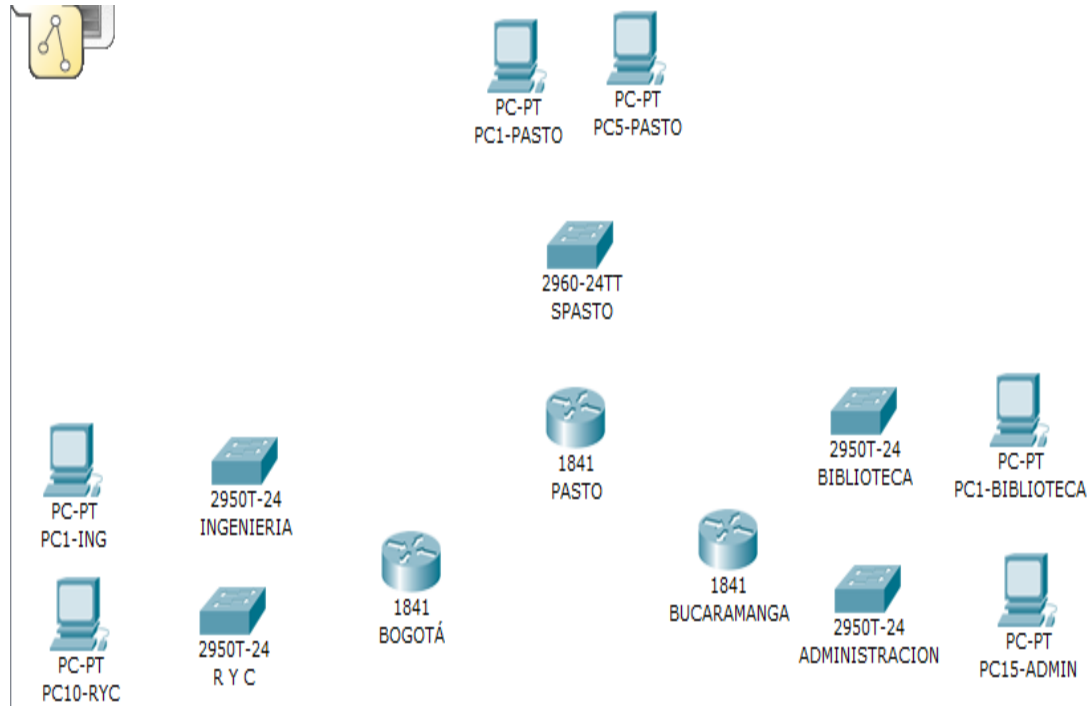 PC-PT
PC1-PASTO
PC-PT
PC5-PASTO
2960-24TT
SPASTO
1841
PASTO
2950T-24
BIBLIOTECA
PC-PT
PC1-BIBLIOTECA
PC-PT
PC1-ING
2950T-24
INGENIERIA
1841
BOGOTÁ
1841
BUCARAMANGA
PC-PT
PC10-RYC
2950T-24
R Y C
2950T-24
ADMINISTRACION
PC-PT
PC15-ADMIN